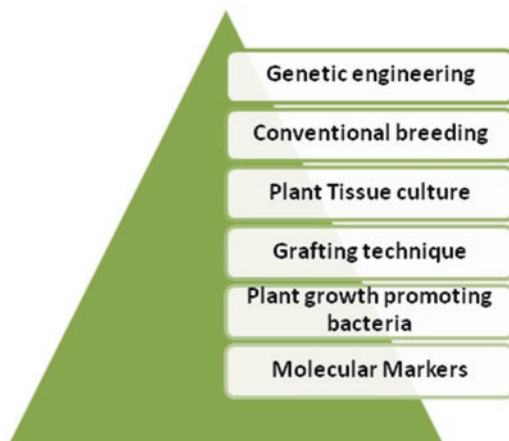 Genetic engineering
Conventional breeding
Plant Tissue culture
Grafting technique
Plant growth promoting
bacteria
Molecular Markers